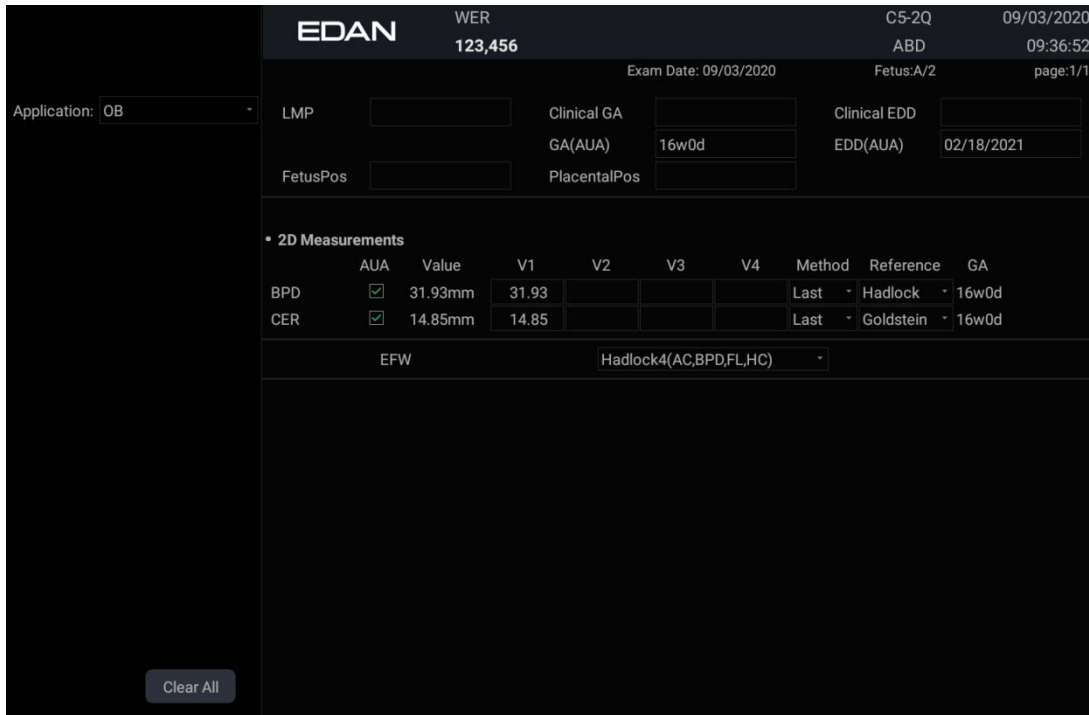 EDAN WER C5-2Q 09/03/2020
123,456 ABD 09:36:52
Exam Date: 09/03/2020 Fetus:A/2 page:1/1
Application: OB LMP Clinical GA Clinical EDD
GA(AUA) 16w0d EDD(AUA) 02/18/2021
FetusPos PlacentalPos
• 2D Measurements
AUA Value V1 V2 V3 V4 Method Reference GA
BPD 31.93mm 31.93 Last Hadlock 16w0d
CER 14.85mm 14.85 Last Goldstein 16w0d
EFW Hadlock4(AC,BPD,FL,HC)
Clear All